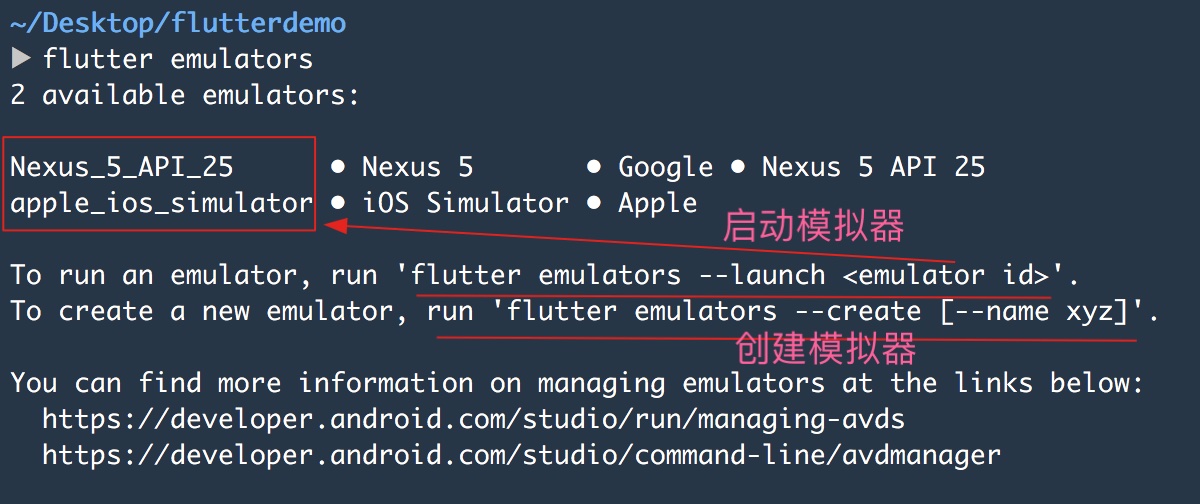 ~/Desktop/flutterdemo
▶ flutter emulators
2 available emulators:
Nexus_5_API_25 • Nexus 5 • Google • Nexus 5 API 25
apple_ios_simulator • iOS Simulator • Apple
启动模拟器
To run an emulator, run 'flutter emulators --launch <emulator id>'.
To create a new emulator, run 'flutter emulators --create [--name xyz]'.
创建模拟器
You can find more information on managing emulators at the links below:
https://developer.android.com/studio/run/managing-avds
https://developer.android.com/studio/command-line/avdmanager